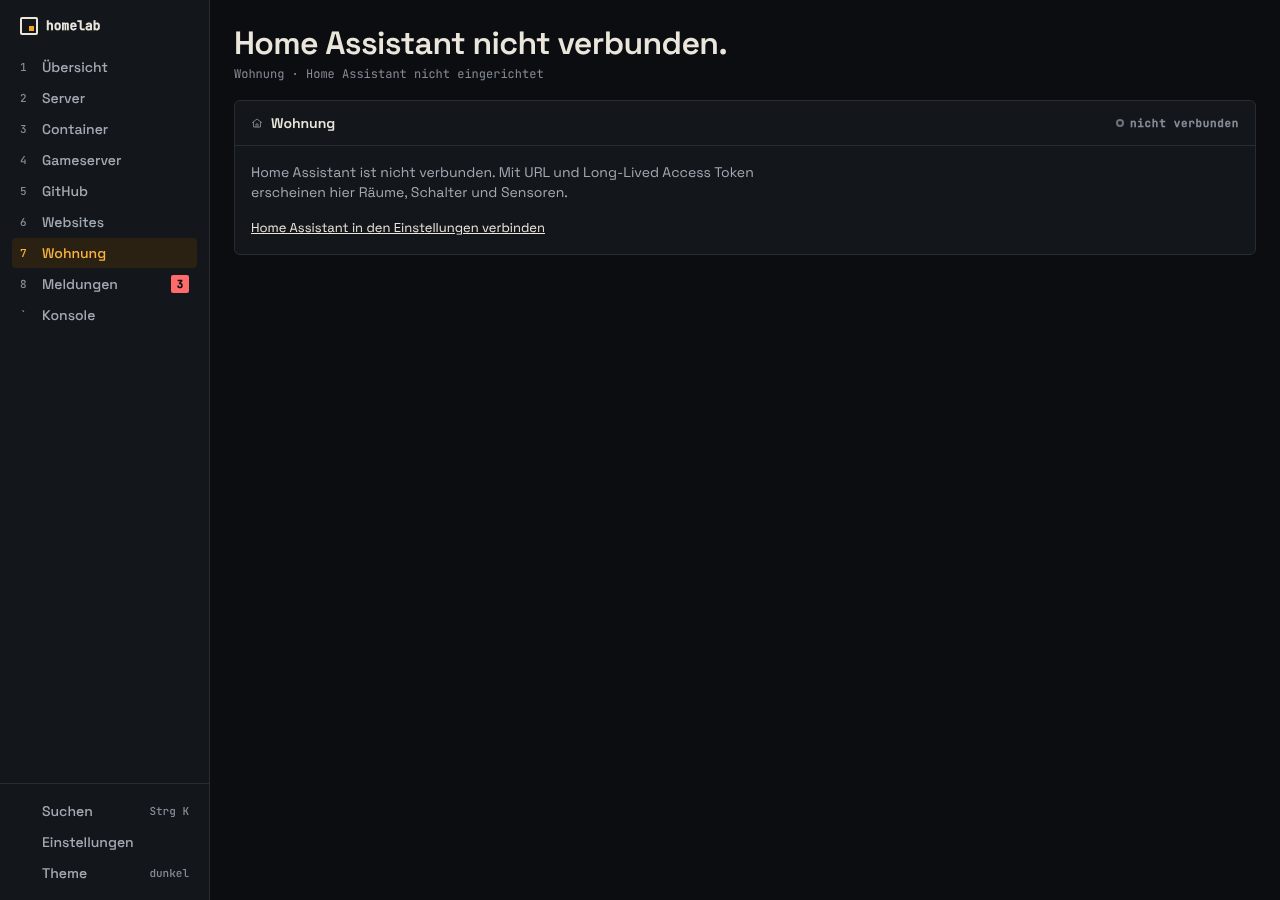 homelab
1 Übersicht
2 Server
3 Container
4 Gameserver
5 GitHub
6 Websites
7 Wohnung
8 Meldungen 3
` Konsole
Suchen Strg K
Einstellungen
Theme dunkel
Home Assistant nicht verbunden.
Wohnung · Home Assistant nicht eingerichtet
Wohnung nicht verbunden
Home Assistant ist nicht verbunden. Mit URL und Long-Lived Access Token
erscheinen hier Räume, Schalter und Sensoren.
Home Assistant in den Einstellungen verbinden